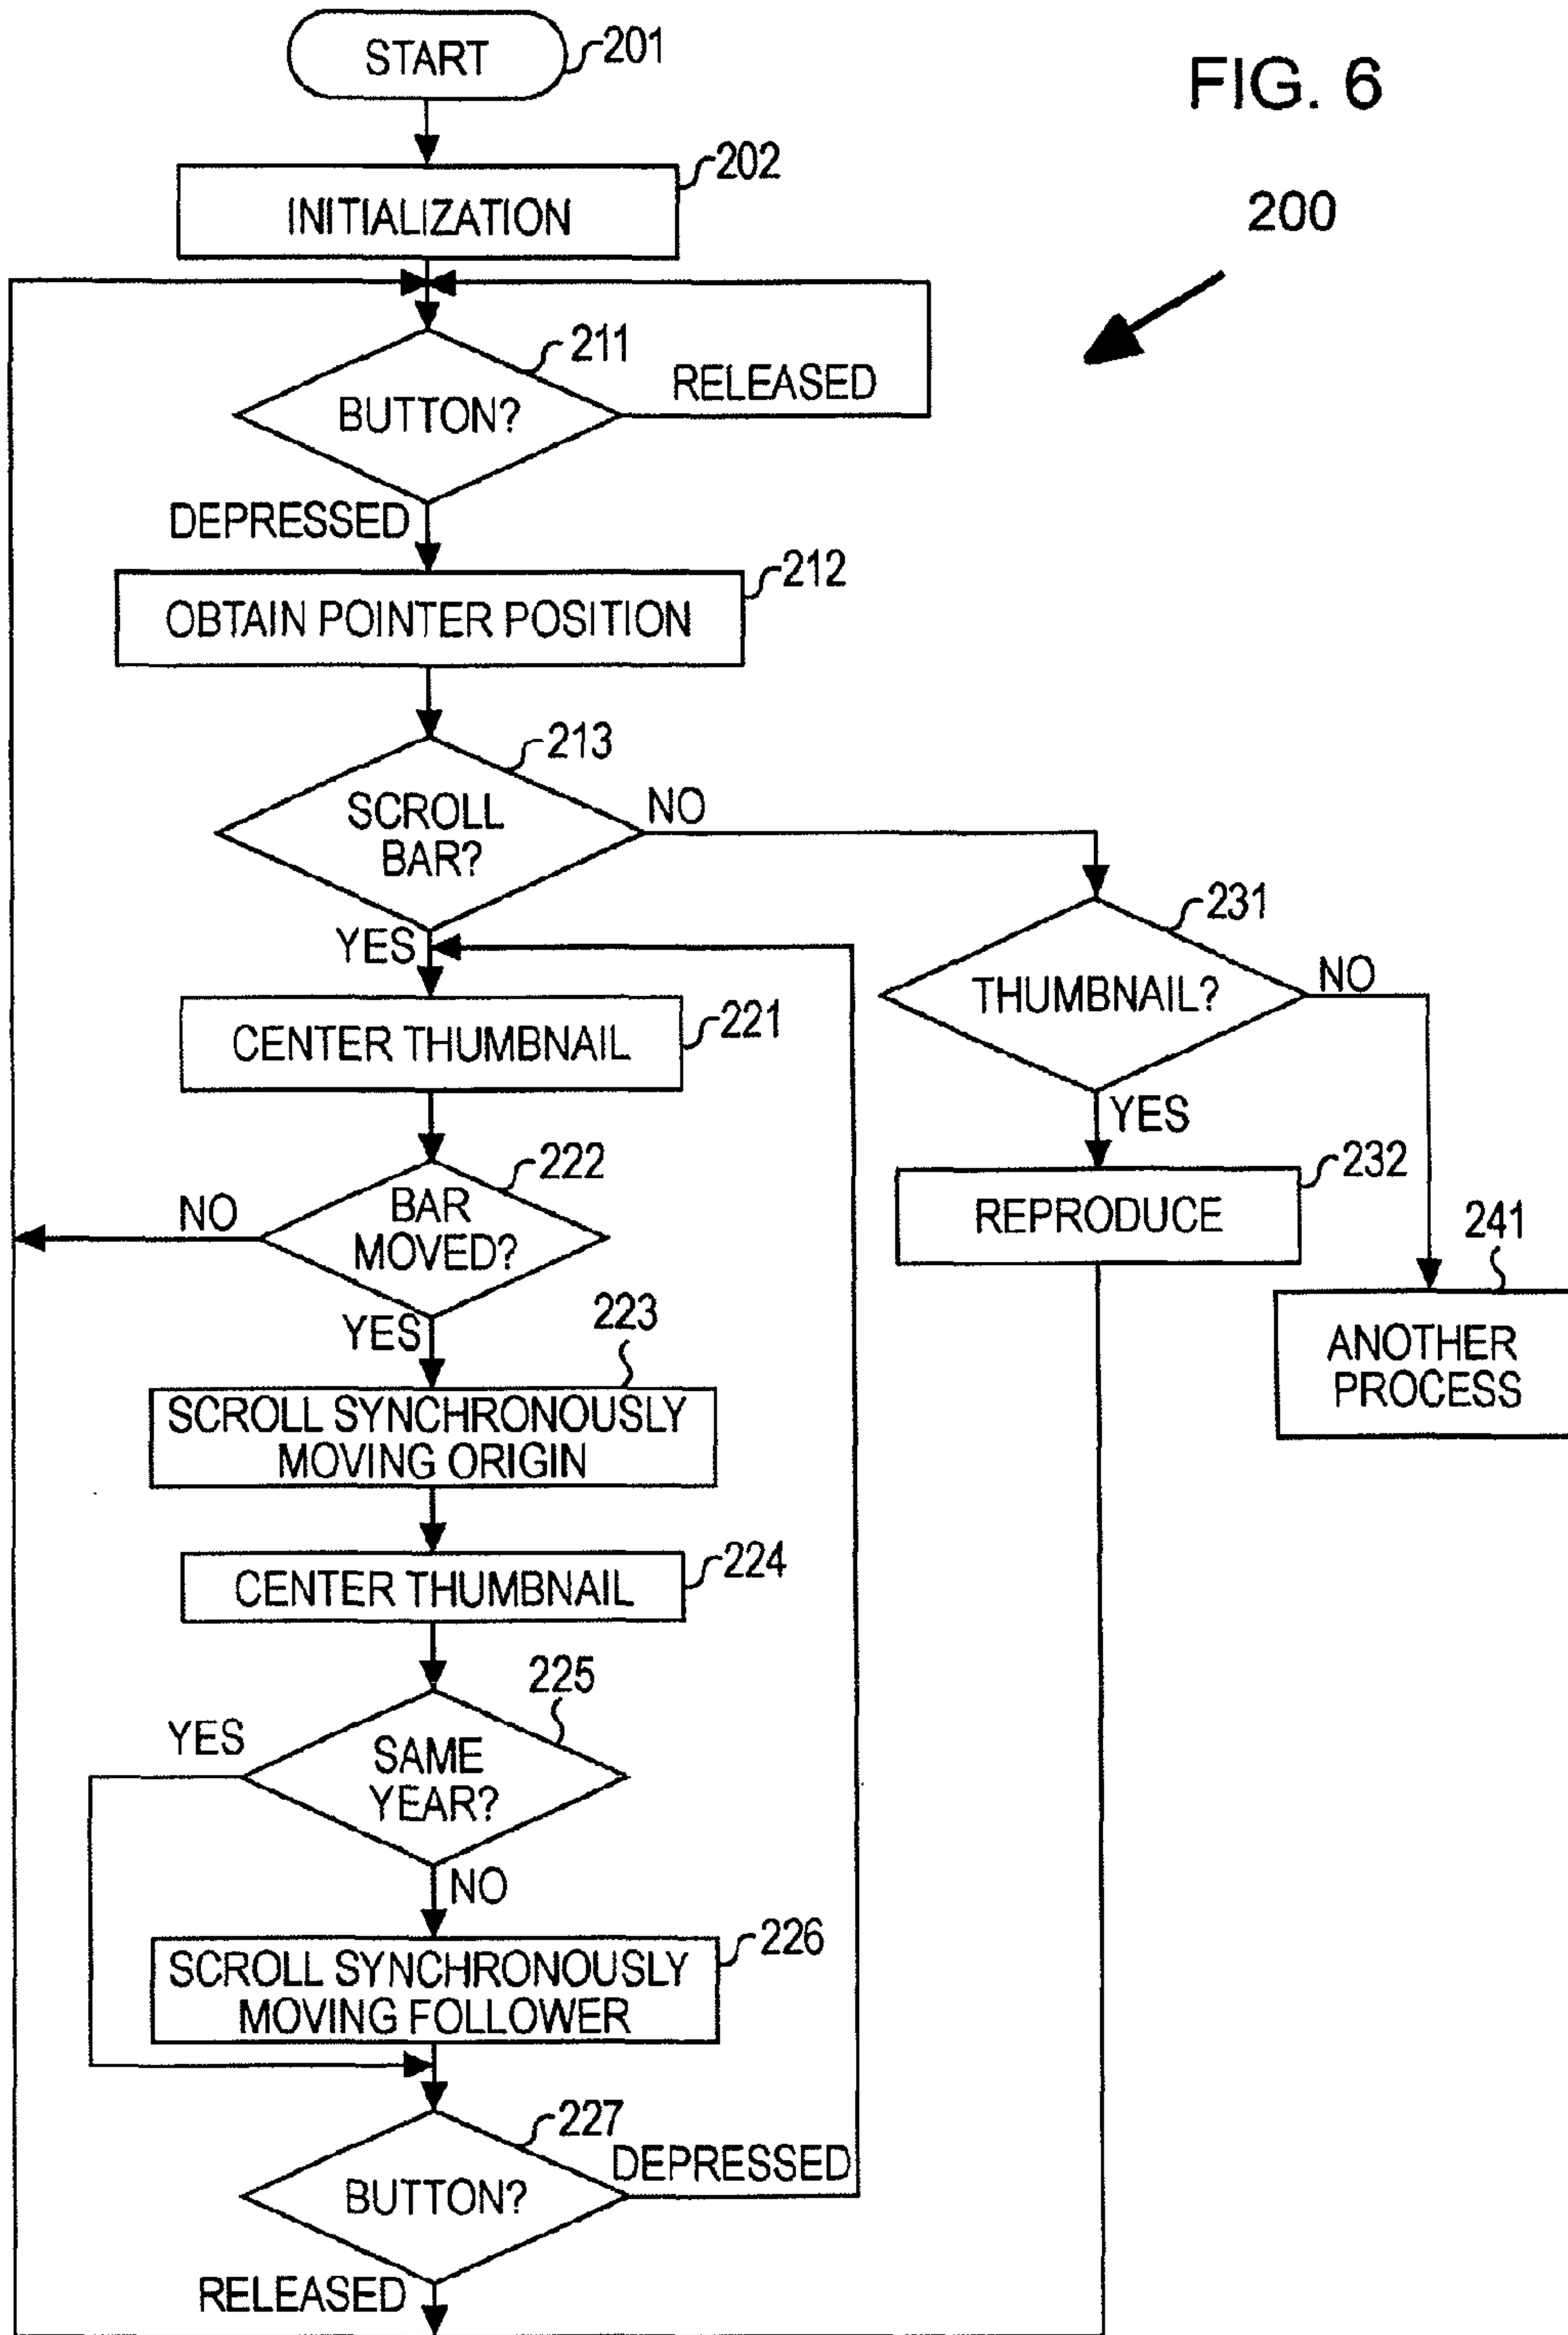 FIG. 6
200
START
201
INITIALIZATION
202
BUTTON?
211
RELEASED
DEPRESSED
OBTAIN POINTER POSITION
212
SCROLL
BAR?
213
NO
YES
THUMBNAIL?
231
NO
YES
CENTER THUMBNAIL
221
BAR
MOVED?
222
NO
YES
REPRODUCE
232
ANOTHER
PROCESS
241
SCROLL SYNCHRONOUSLY
MOVING ORIGIN
223
CENTER THUMBNAIL
224
SAME
YEAR?
225
YES
NO
SCROLL SYNCHRONOUSLY
MOVING FOLLOWER
226
BUTTON?
227
DEPRESSED
RELEASED